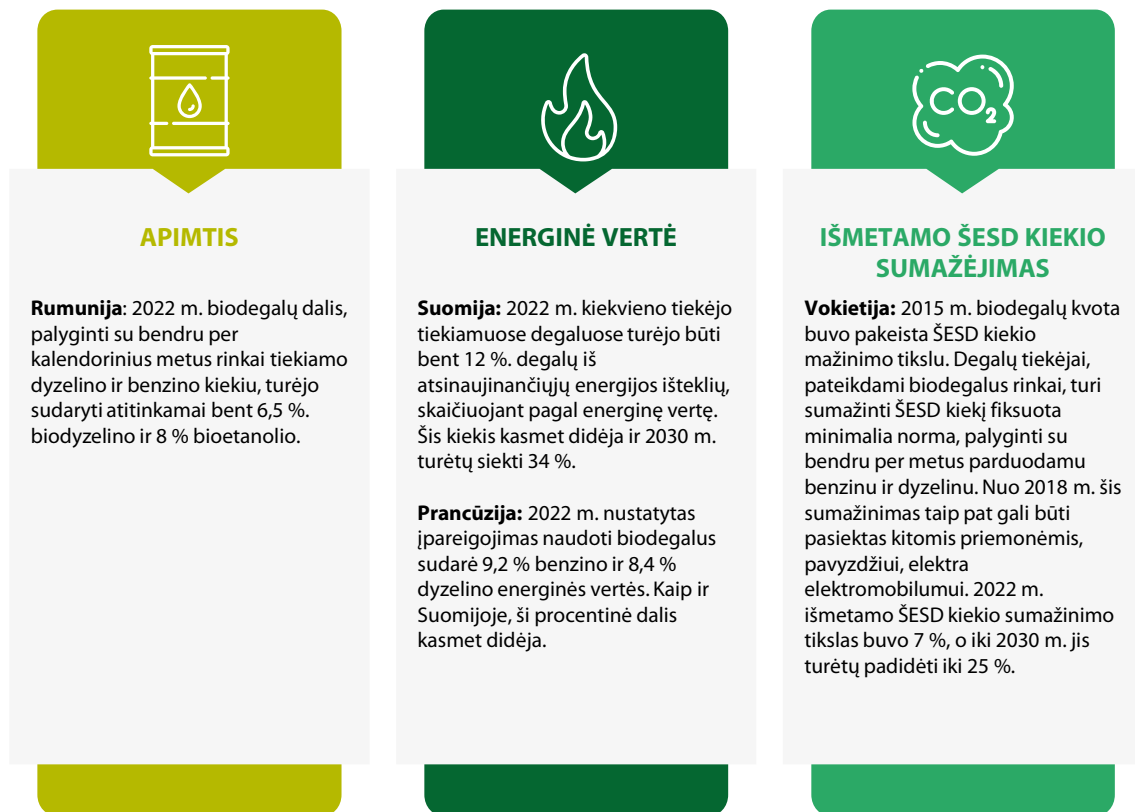 APIMTIS
Rumunija: 2022 m. biodegalų dalis,
palyginti su bendru per
kalendorinius metus rinkai tiekiamo
dyzelino ir benzino kiekiu, turėjo
sudaryti atitinkamai bent 6,5 %.
biodyzelino ir 8 % bioetanolio.
ENERGINĖ VERTĖ
Suomija: 2022 m. kiekvieno tiekėjo
tiekiamuose degaluose turėjo būti
bent 12 %. degalų iš
atsinaujinančiųjų energijos išteklių,
skaičiuojant pagal energinę vertę.
Šis kiekis kasmet didėja ir 2030 m.
turėtų siekti 34 %.
Prancūzija: 2022 m. nustatytas
įpareigojimas naudoti biodegalus
sudarė 9,2 % benzino ir 8,4 %
dyzelino energinės vertės. Kaip ir
Suomijoje, ši procentinė dalis
kasmet didėja.
CO2
IŠMETAMO ŠESD KIEKIO
SUMAŽĖJIMAS
Vokietija: 2015 m. biodegalų kvota
buvo pakeista ŠESD kiekio
mažinimo tikslu. Degalų tiekėjai,
pateikdami biodegalus rinkai, turi
sumažinti ŠESD kiekį fiksuota
minimalia norma, palyginti su
bendru per metus parduodamu
benzinu ir dyzelinu. Nuo 2018 m. šis
sumažinimas taip pat gali būti
pasiektas kitomis priemonėmis,
pavyzdžiui, elektra
elektromobilumui. 2022 m.
išmetamo ŠESD kiekio sumažinimo
tikslas buvo 7 %, o iki 2030 m. jis
turėtų padidėti iki 25 %.